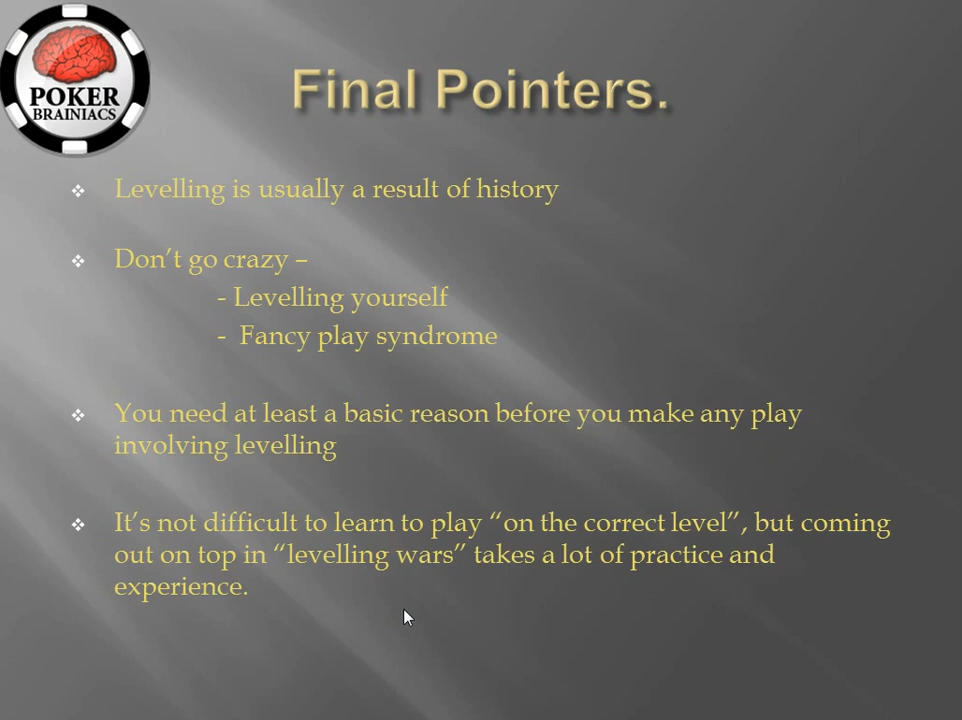 POKER
BRAINIACS
Final Pointers.
❖ Levelling is usually a result of history
❖ Don’t go crazy –
- Levelling yourself
- Fancy play syndrome
❖ You need at least a basic reason before you make any play
involving levelling
❖ It’s not difficult to learn to play “on the correct level”, but coming
out on top in “levelling wars” takes a lot of practice and
experience.